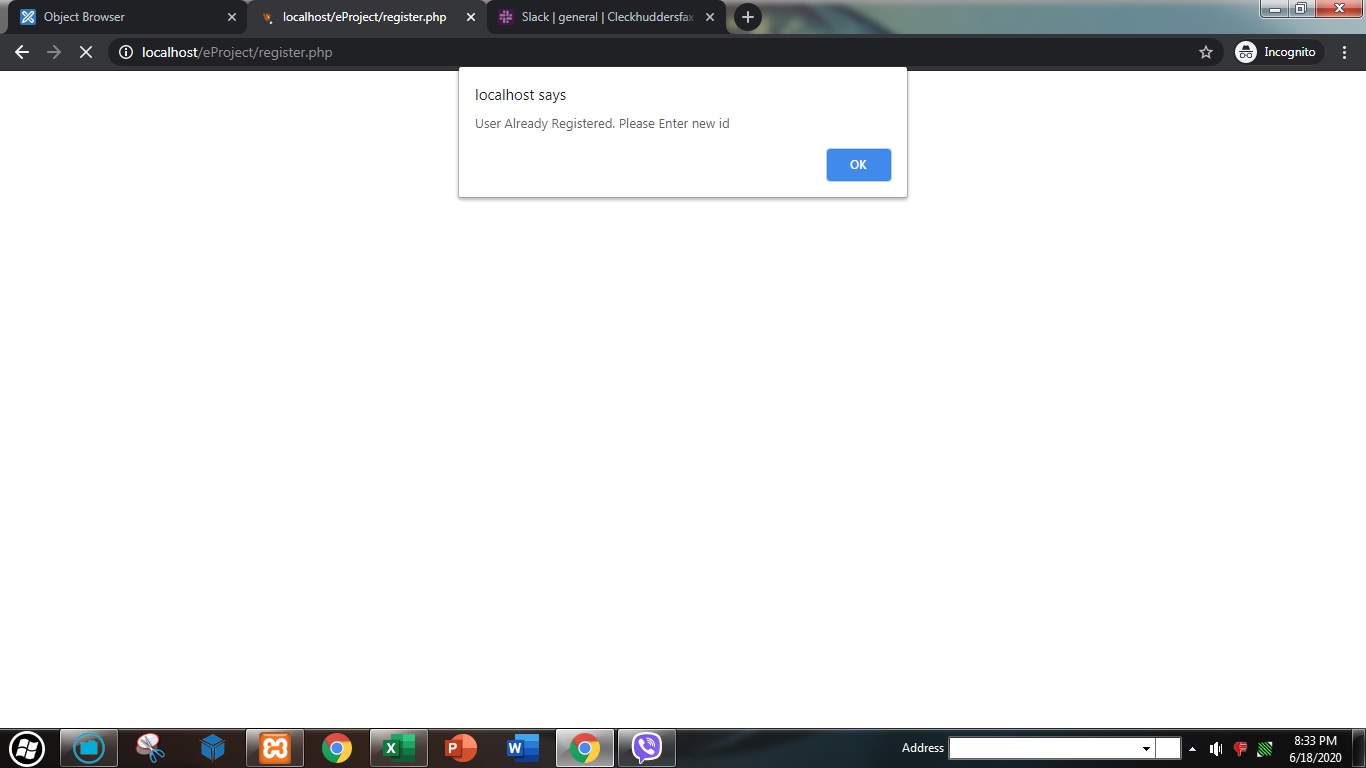 Object Browser
localhost/eProject/register.php
Slack | general | Cleckhuddersfax
localhost/eProject/register.php
Incognito
localhost says
User Already Registered. Please Enter new id
OK
Address
8:33 PM
6/18/2020